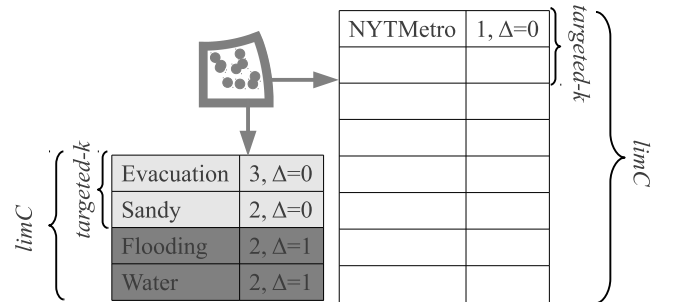 NYTMetro 1, Δ=0
targeted-k
limC
Evacuation 3, Δ=0
Sandy 2, Δ=0
Flooding 2, Δ=1
Water 2, Δ=1
targeted-k
limC